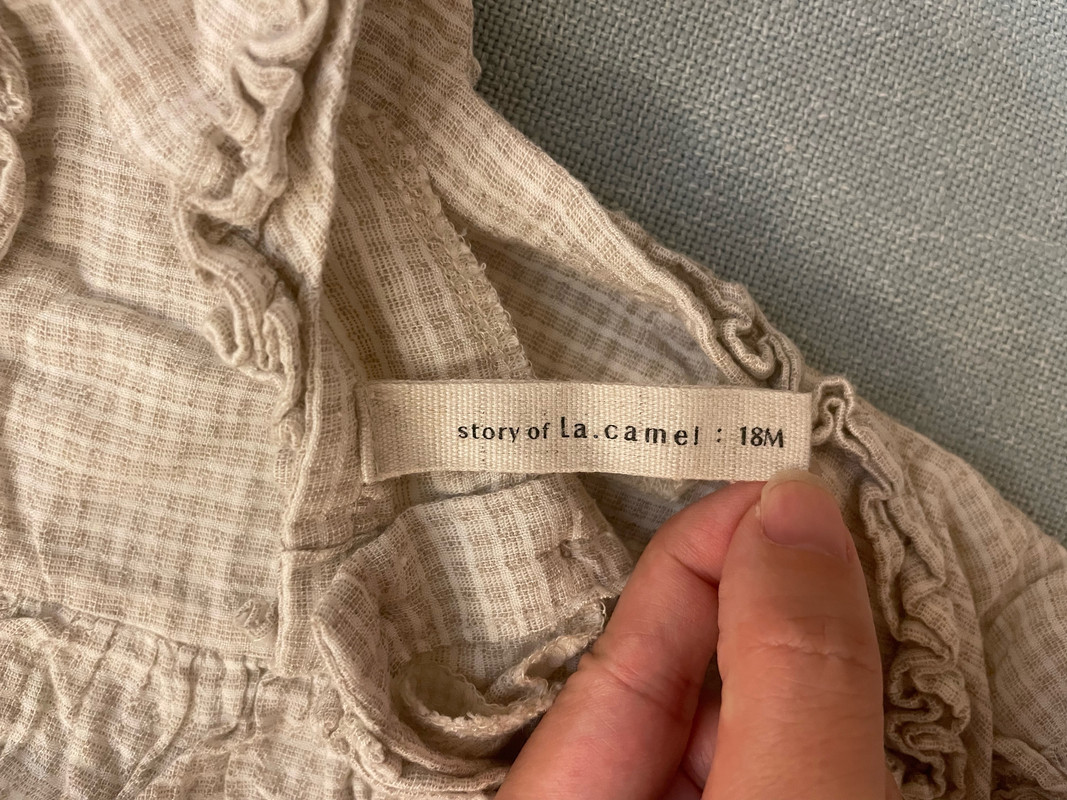 story of La.camel : 18M